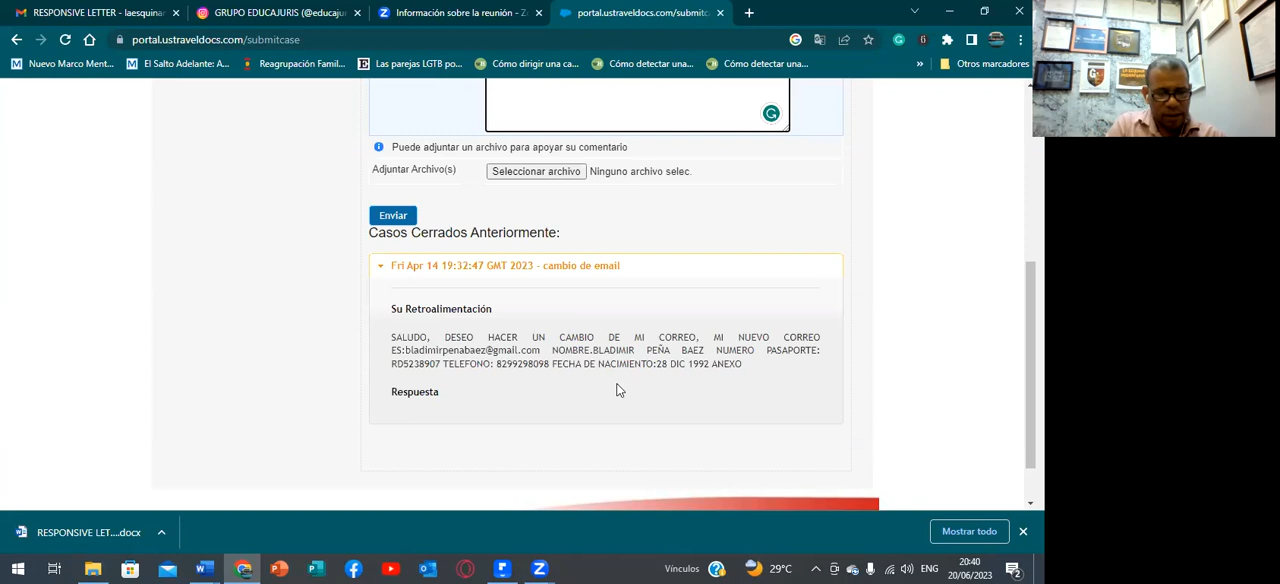 RESPONSIVE LETTER - laesquina
GRUPO EDUCAJURIS (@educaju
Información sobre la reunión - Zo
portal.ustraveldocs.com/submitca
portal.ustraveldocs.com/submitcase
Nuevo Marco Ment...
El Salto Adelante: A...
Reagrupación Famil...
Las parejas LGTB po...
Cómo dirigir una ca...
Cómo detectar una...
Cómo detectar una...
»
Otros marcadores
Puede adjuntar un archivo para apoyar su comentario
Adjuntar Archivo(s)
Seleccionar archivo
Ninguno archivo selec.
Enviar
Casos Cerrados Anteriormente:
Fri Apr 14 19:32:47 GMT 2023 - cambio de email
Su Retroalimentación
SALUDO, DESEO HACER UN CAMBIO DE MI CORREO, MI NUEVO CORREO
ES:bladimirpenabaez@gmail.com NOMBRE.BLADIMIR PEÑA BAEZ NUMERO PASAPORTE:
RD5238907 TELEFONO: 8299298098 FECHA DE NACIMIENTO:28 DIC 1992 ANEXO
Respuesta
RESPONSIVE LET....docx
Mostrar todo
Vínculos
29°C
ENG
20:40
20/06/2023
2